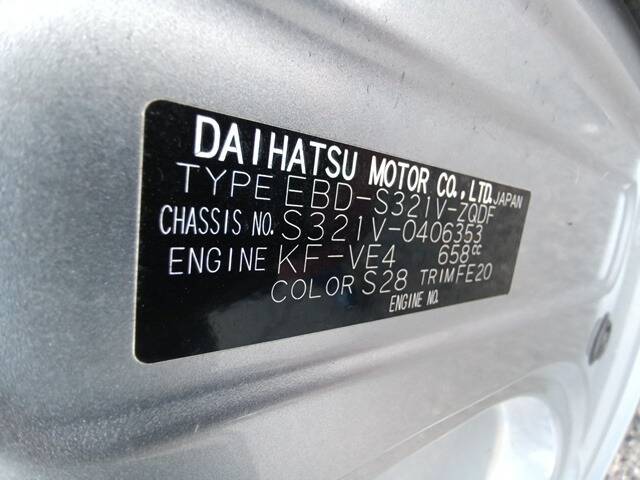 DAIHATSU MOTOR CO., LTD. JAPAN
TYPE EBD-S321V-ZQDF
CHASSIS NO. S321V-0406353
ENGINE KF-VE4 658cc
COLOR S28 TRIM FE20
ENGINE NO.